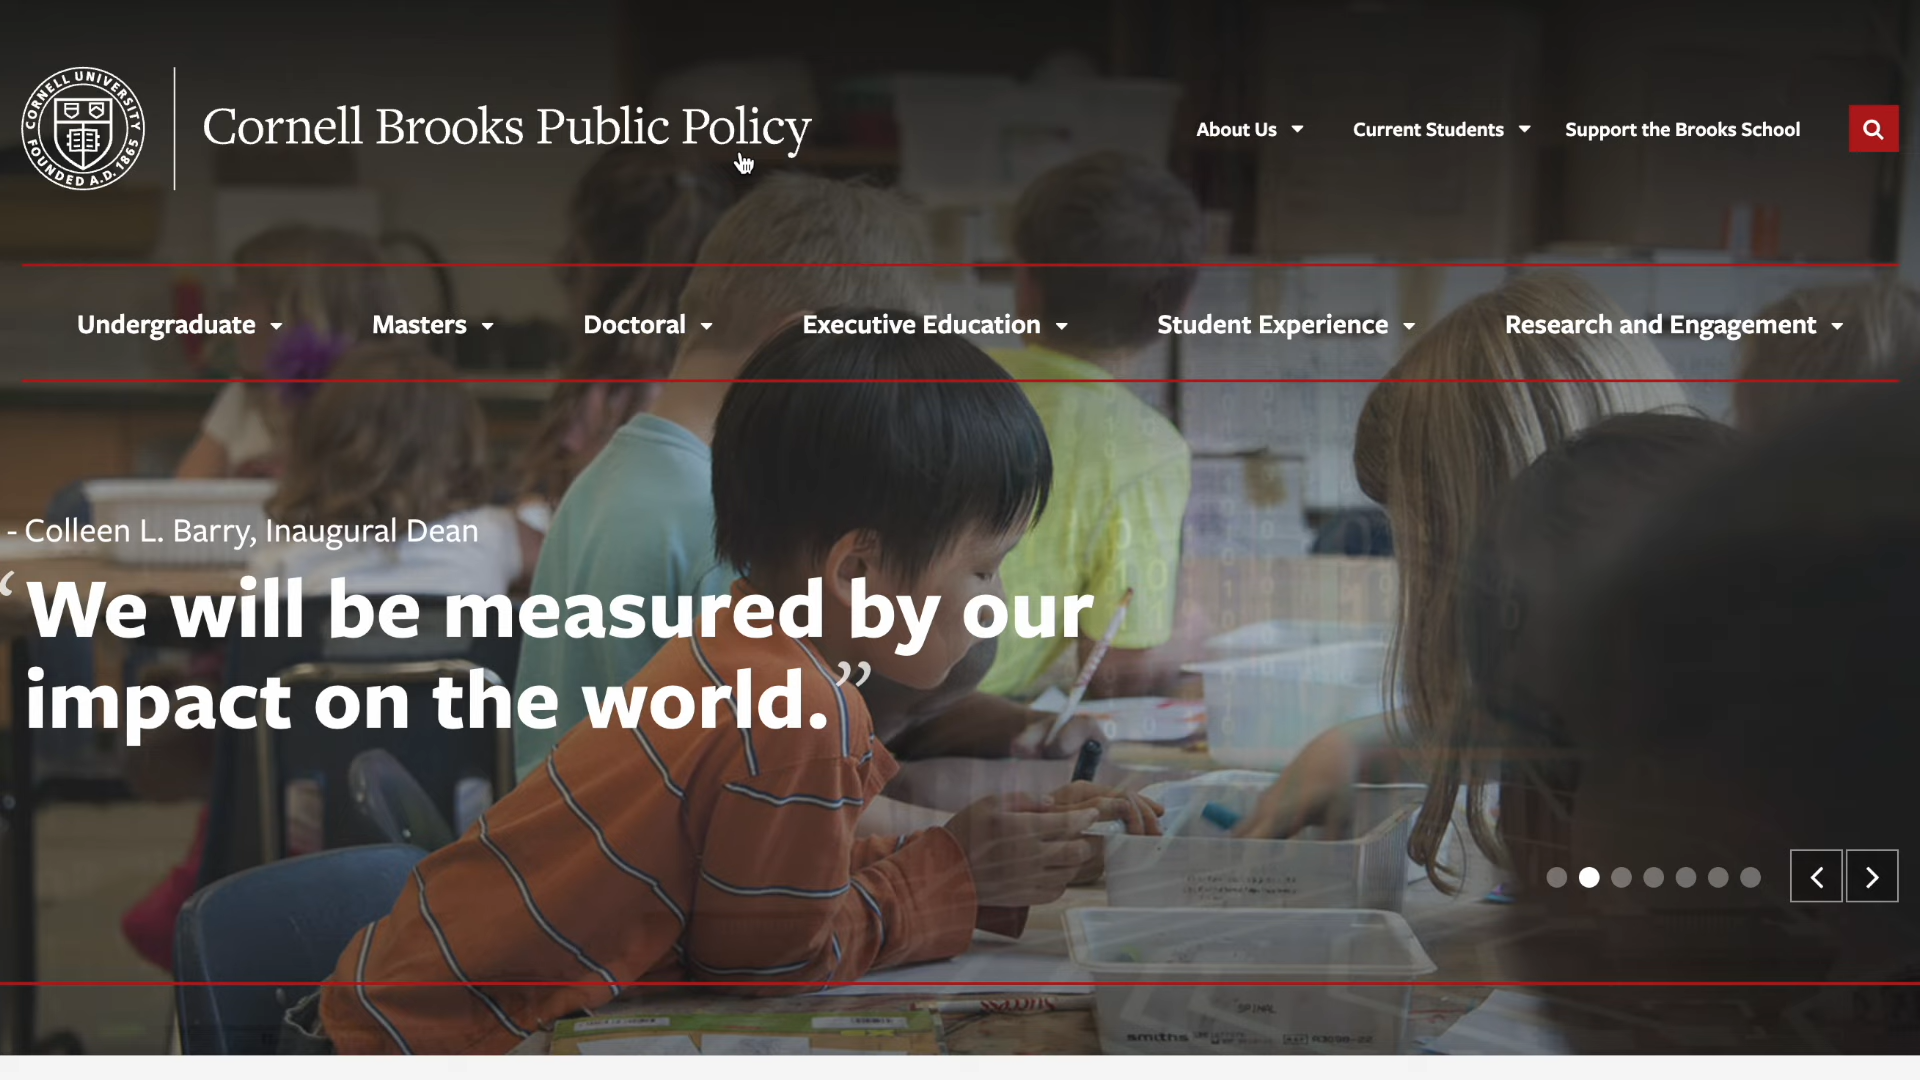 CORNELL UNIVERSITY
FOUNDED A.D. 1865
Cornell Brooks Public Policy
About Us
Current Students
Support the Brooks School
Undergraduate
Masters
Doctoral
Executive Education
Student Experience
Research and Engagement
- Colleen L. Barry, Inaugural Dean
“We will be measured by our
impact on the world.”
SPINAL
smiths